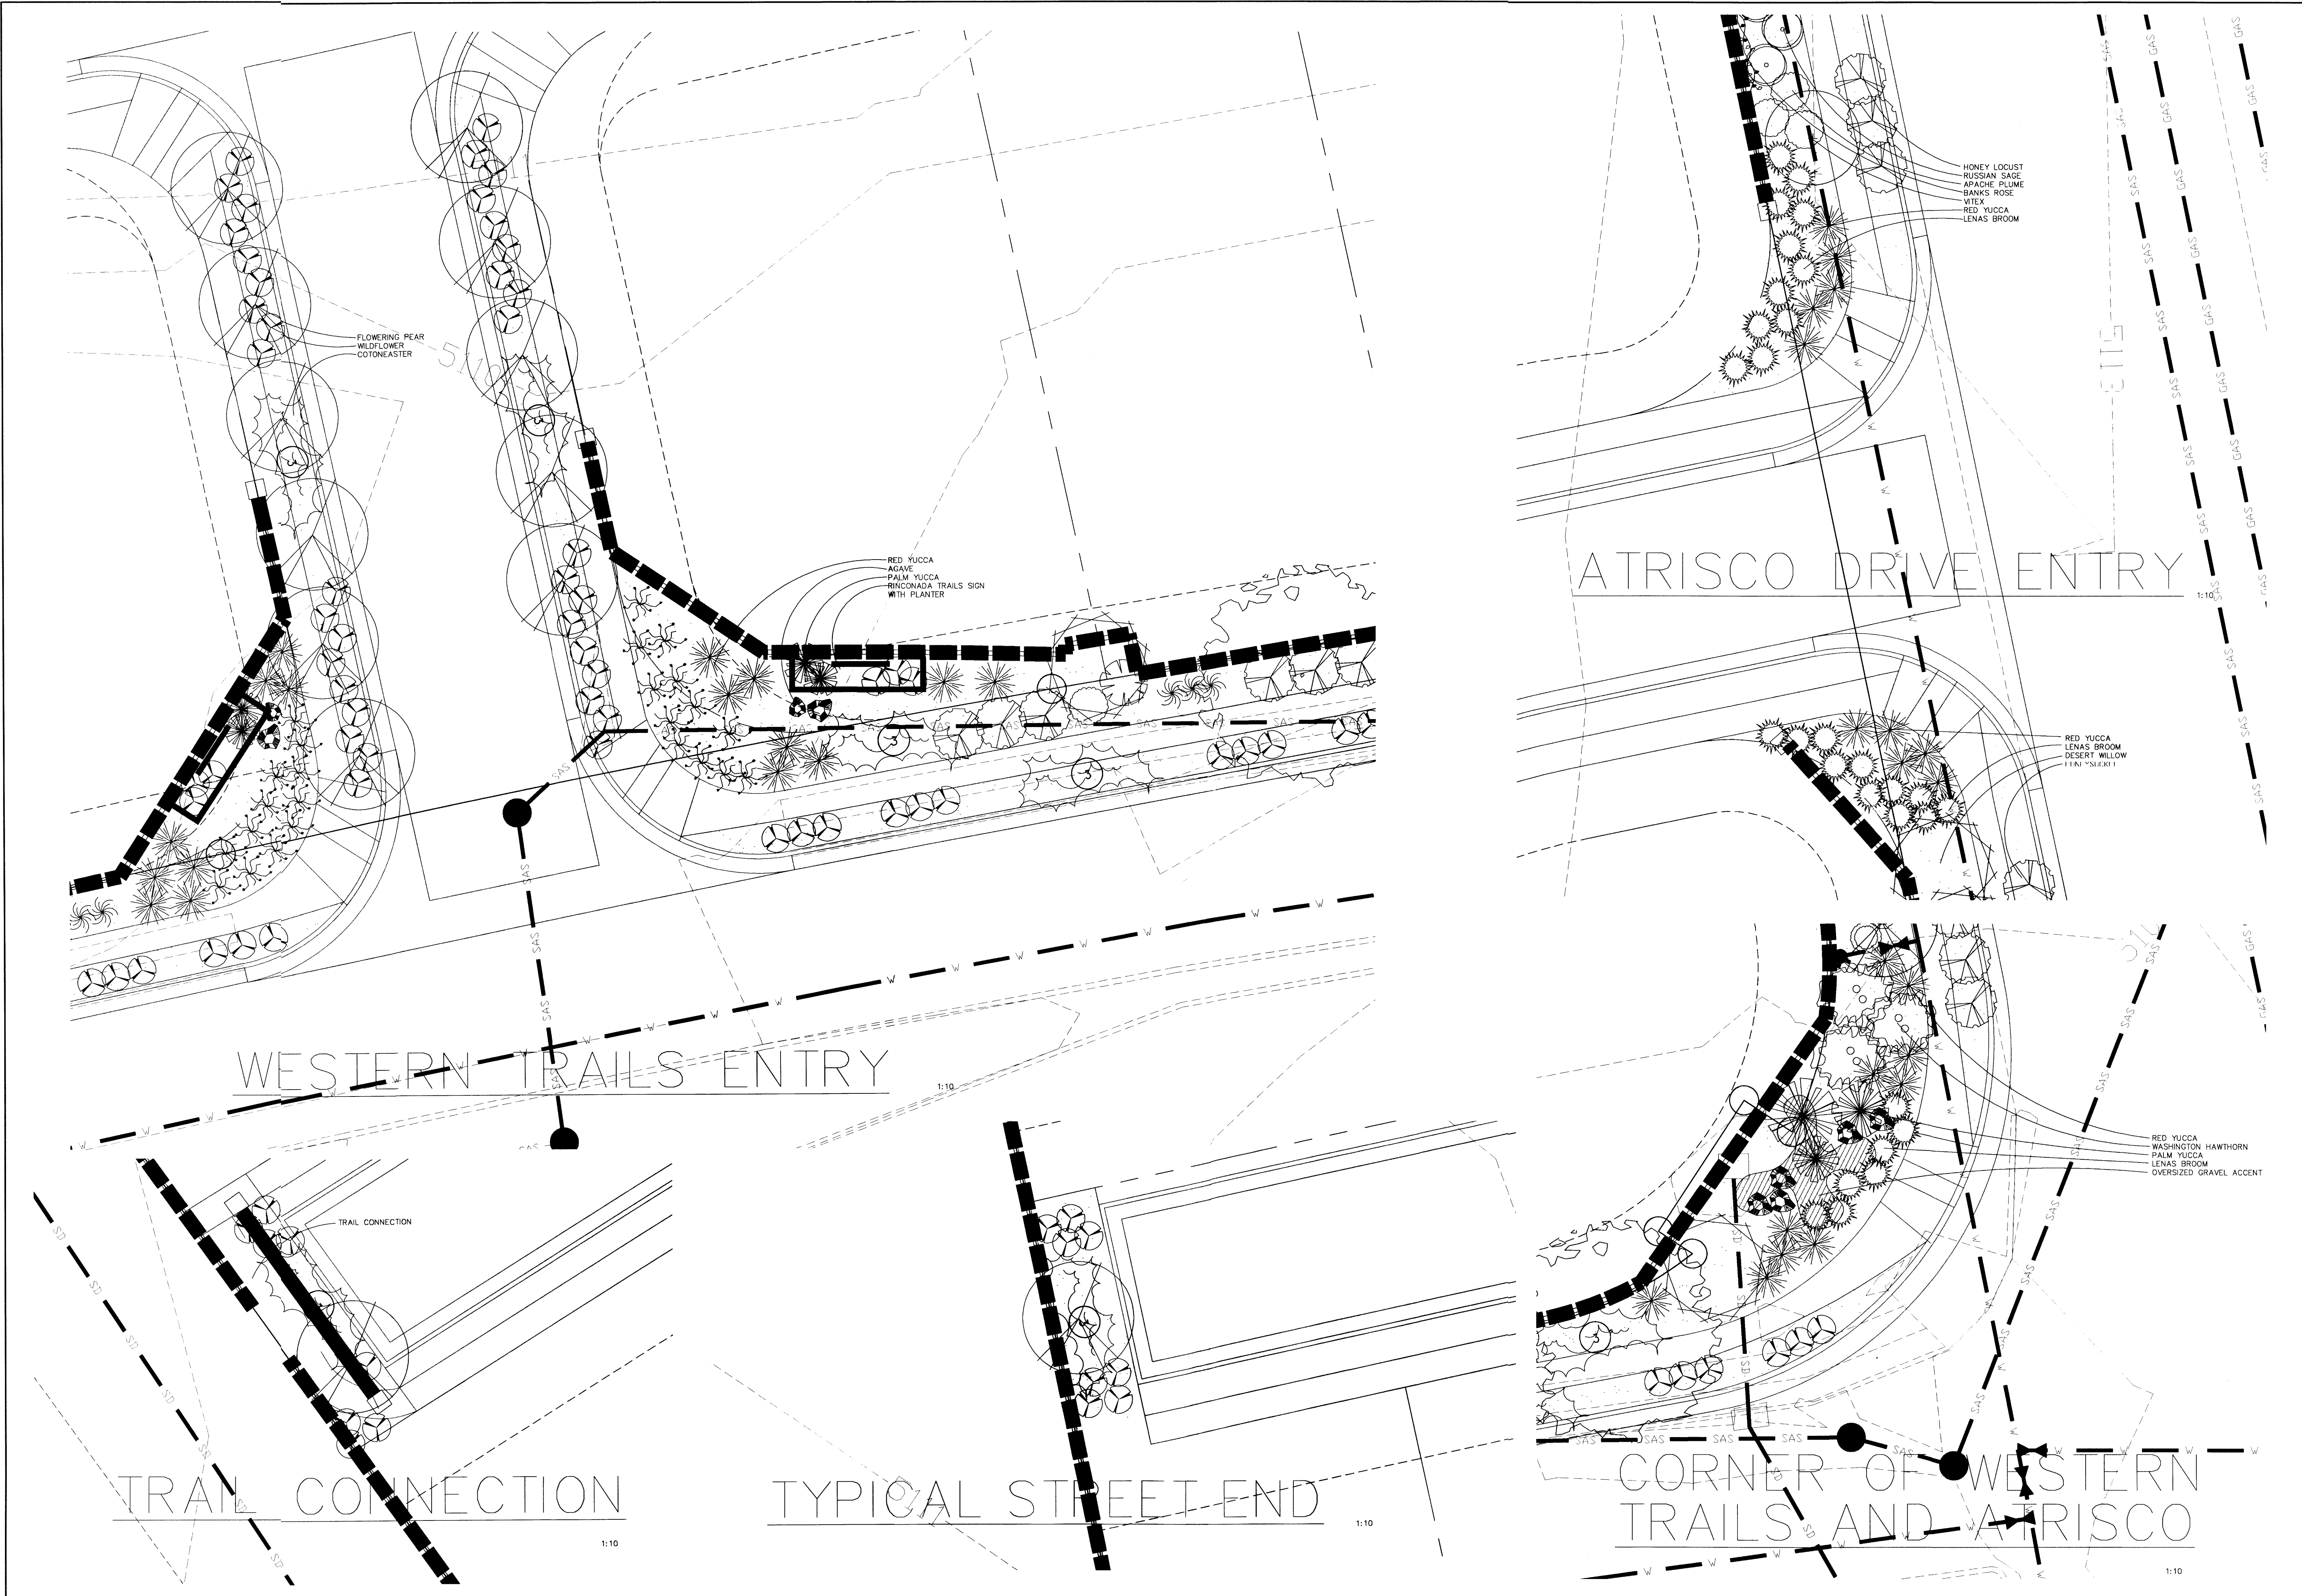 FLOWERING PEAR
WILDFLOWER
COTONEASTER
RED YUCCA
AGAVE
PALM YUCCA
RINCONADA TRAILS SIGN
WITH PLANTER
WESTERN TRAILS ENTRY
1:10
HONEY LOCUST
RUSSIAN SAGE
APACHE PLUME
BANKS ROSE
VITEX
RED YUCCA
LENAS BROOM
ATRISCO DRIVE ENTRY
1:10
RED YUCCA
LENAS BROOM
DESERT WILLOW
TRAIL CONNECTION
TRAIL CONNECTION
1:10
TYPICAL STREET END
1:10
RED YUCCA
WASHINGTON HAWTHORN
PALM YUCCA
LENAS BROOM
OVERSIZED GRAVEL ACCENT
CORNER OF WESTERN
TRAILS AND ATRISCO
1:10
SAS
GAS
SD
W